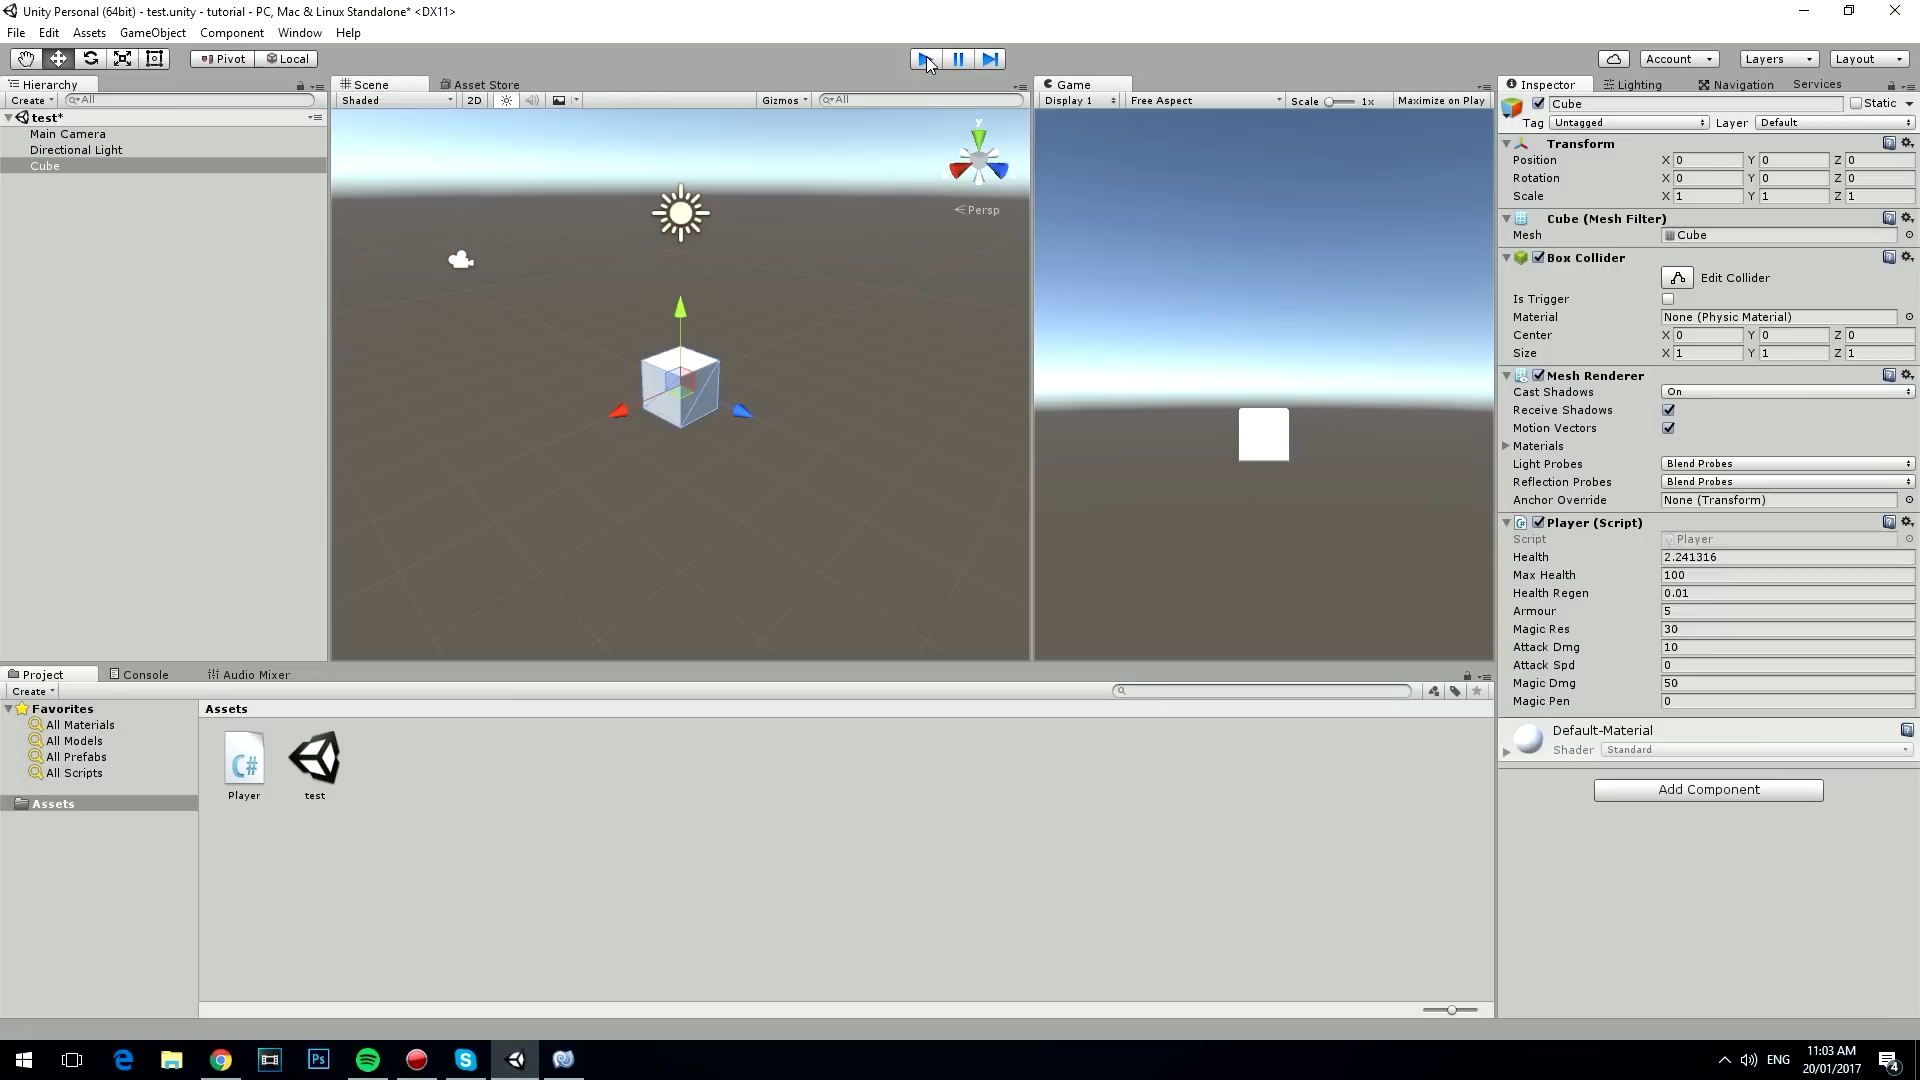 Unity Personal (64bit) - test.unity - tutorial - PC, Mac & Linux Standalone* <DX11>
File Edit Assets GameObject Component Window Help
Pivot Local Account Layers Layout
Hierarchy Scene Asset Store Game Inspector Lighting Navigation Services
Create All Shaded 2D Gizmos All Display 1 Free Aspect Scale 1x Maximize on Play
Cube Static
Tag Untagged Layer Default
test*
Main Camera
Directional Light
Cube
y
Persp
Transform
Position X 0 Y 0 Z 0
Rotation X 0 Y 0 Z 0
Scale X 1 Y 1 Z 1
Cube (Mesh Filter)
Mesh Cube
Box Collider
Edit Collider
Is Trigger
Material None (Physic Material)
Center X 0 Y 0 Z 0
Size X 1 Y 1 Z 1
Mesh Renderer
Cast Shadows On
Receive Shadows
Motion Vectors
Materials
Light Probes Blend Probes
Reflection Probes Blend Probes
Anchor Override None (Transform)
Player (Script)
Script Player
Health 2.241316
Max Health 100
Health Regen 0.01
Armour 5
Magic Res 30
Attack Dmg 10
Attack Spd 0
Magic Dmg 50
Magic Pen 0
Default-Material
Shader Standard
Add Component
Project Console Audio Mixer
Create
Favorites
All Materials
All Models
All Prefabs
All Scripts
Assets
Assets
C#
Player test
Ps
ENG
11:03 AM
20/01/2017
4